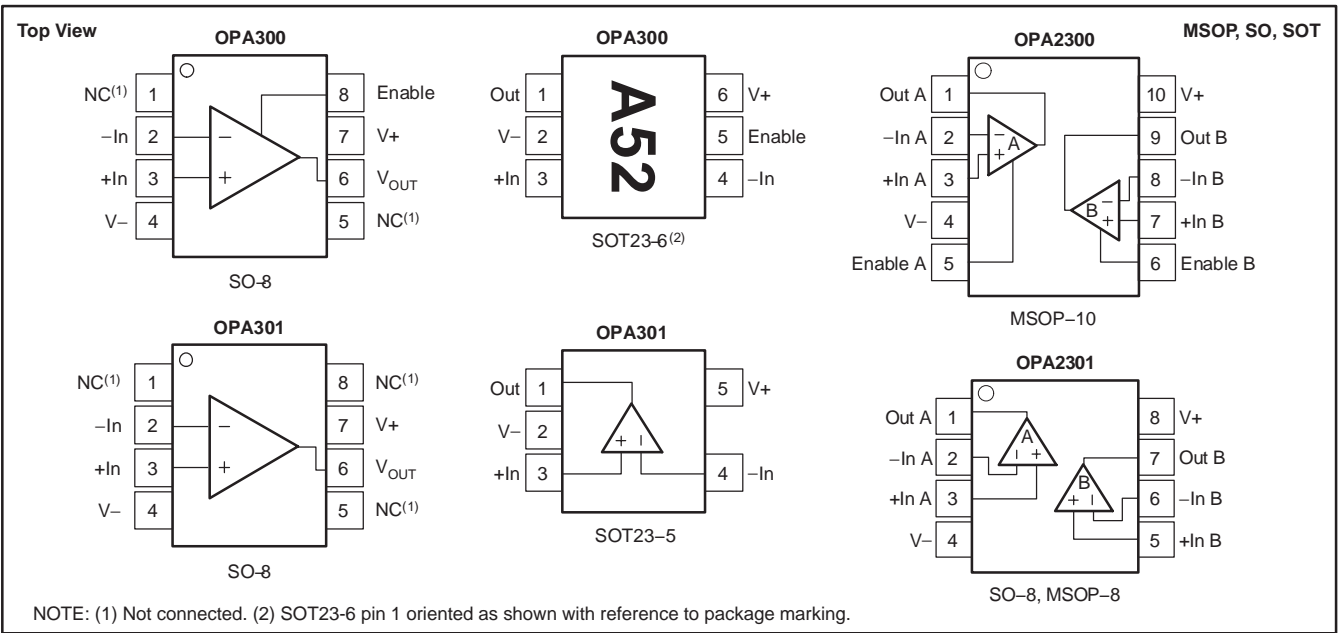 Top View
MSOP, SO, SOT
OPA300
NC(1) 1
8 Enable
−In 2
7 V+
+In 3
6 VOUT
V− 4
5 NC(1)
− +
SO−8
OPA300
Out 1
6 V+
V− 2
5 Enable
+In 3
4 −In
A52
SOT23−6(2)
OPA2300
Out A 1
10 V+
−In A 2
9 Out B
+In A 3
8 −In B
V− 4
7 +In B
Enable A 5
6 Enable B
− + A
B − +
MSOP−10
OPA301
NC(1) 1
8 NC(1)
−In 2
7 V+
+In 3
6 VOUT
V− 4
5 NC(1)
− +
SO−8
OPA301
Out 1
5 V+
V− 2
+In 3
4 −In
+ −
SOT23−5
OPA2301
Out A 1
8 V+
−In A 2
7 Out B
+In A 3
6 −In B
V− 4
5 +In B
A − +
B + −
SO−8, MSOP−8
NOTE: (1) Not connected. (2) SOT23-6 pin 1 oriented as shown with reference to package marking.